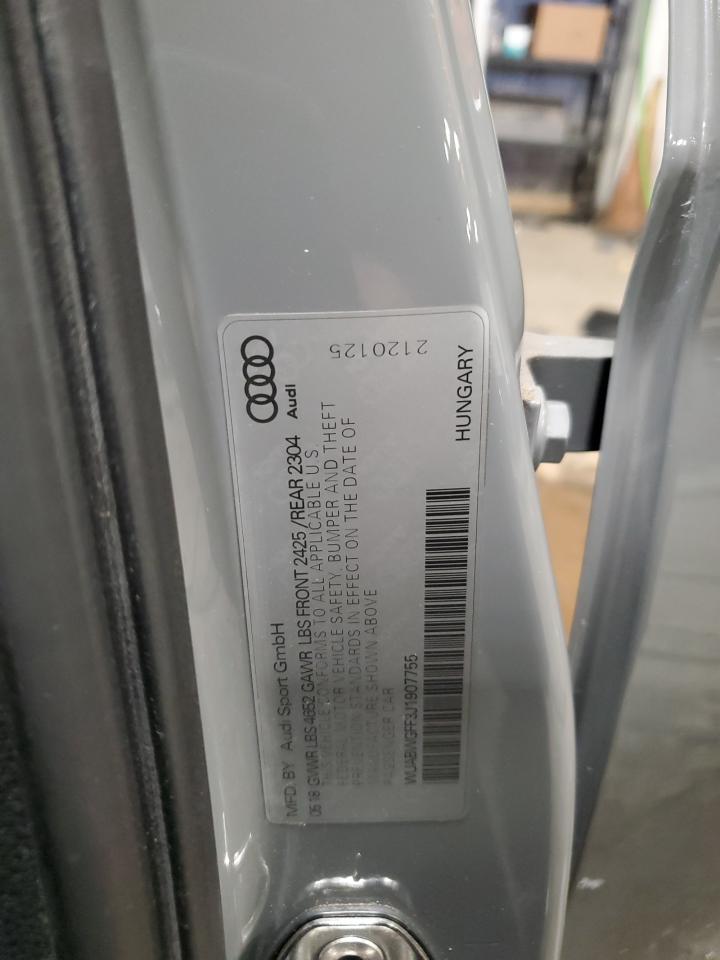 MFD. BY Audi Sport GmbH
05 18 GVWR LBS 4652 GAWR LBS FRONT 2425 / REAR 2304
THIS VEHICLE CONFORMS TO ALL APPLICABLE U S
FEDERAL MOTOR VEHICLE SAFETY, BUMPER AND THEFT
PREVENTION STANDARDS IN EFFECT ON THE DATE OF
MANUFACTURE SHOWN ABOVE
PASSENGER CAR
WUABWGFF3J1907755
Audi
2120125
HUNGARY